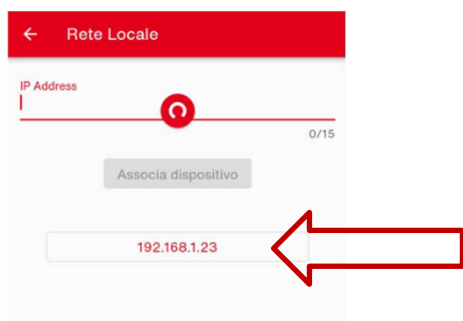 Rete Locale
IP Address
0/15
Associa dispositivo
192.168.1.23